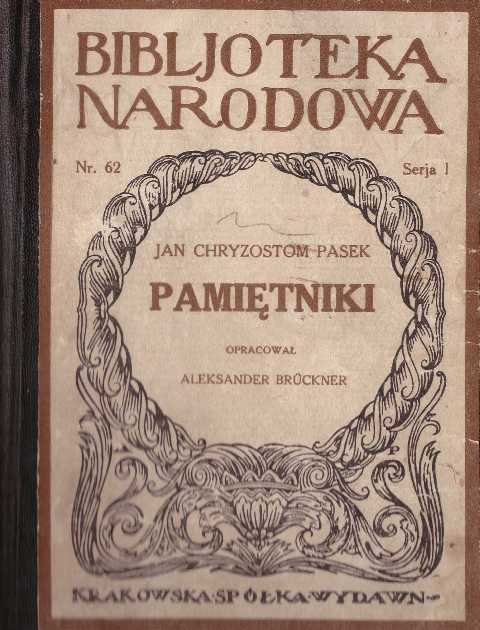 BIBLJOTEKA
NARODOWA
Nr. 62 Serja I
JAN CHRYZOSTOM PASEK
PAMIĘTNIKI
OPRACOWAŁ
ALEKSANDER BRÜCKNER
A P
KRAKOWSKA·SPÓŁKA·WYDAWN